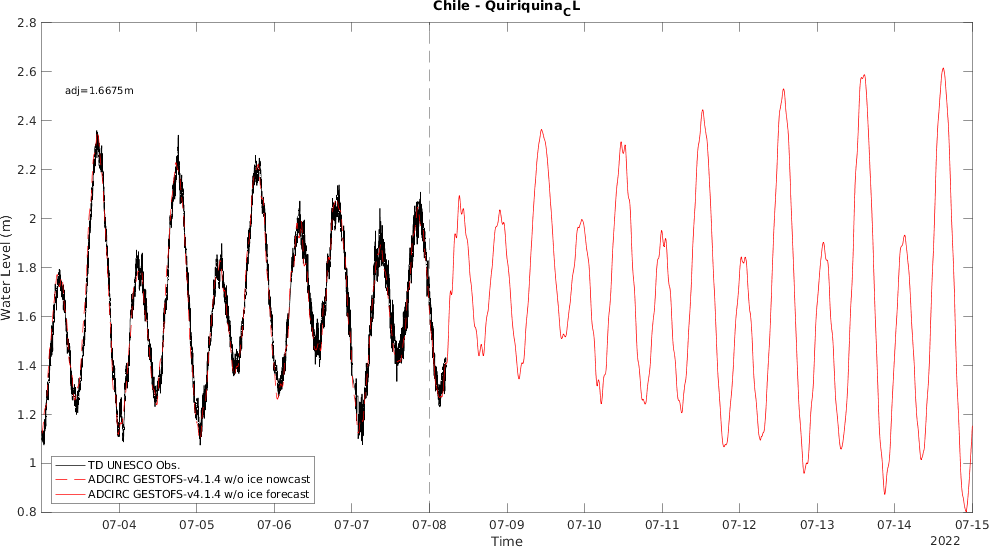 Chile - Quiriquina_CL
2.8
2.6
2.4
2.2
2
1.8
1.6
1.4
1.2
1
0.8
Water Level (m)
adj=1.6675m
TD UNESCO Obs.
ADCIRC GESTOFS-v4.1.4 w/o ice nowcast
ADCIRC GESTOFS-v4.1.4 w/o ice forecast
07-04 07-05 07-06 07-07 07-08 07-09 07-10 07-11 07-12 07-13 07-14 07-15
Time
2022